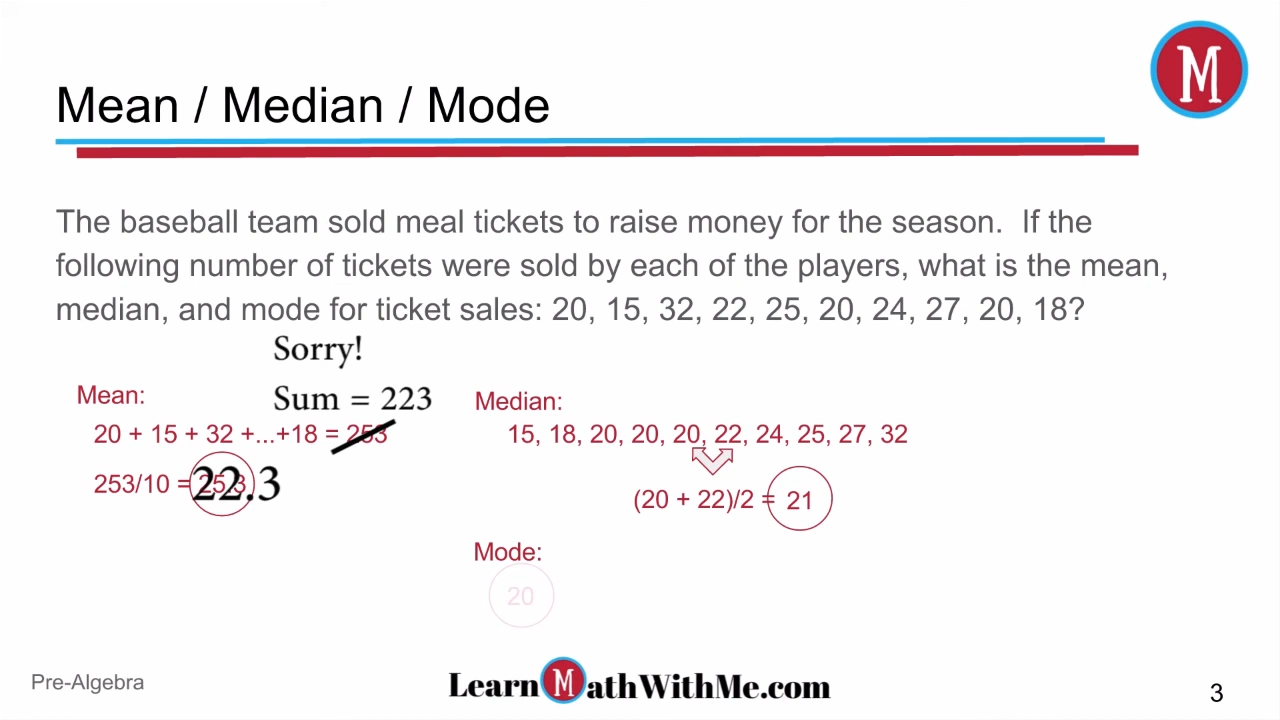 M
Mean / Median / Mode
The baseball team sold meal tickets to raise money for the season. If the
following number of tickets were sold by each of the players, what is the mean,
median, and mode for ticket sales: 20, 15, 32, 22, 25, 20, 24, 27, 20, 18?
Sorry!
Sum = 223
Mean:
20 + 15 + 32 +...+18 = 253
253/10 = 25.3
22.3
Median:
15, 18, 20, 20, 20, 22, 24, 25, 27, 32
(20 + 22)/2 = 21
Mode:
20
Pre-Algebra
LearnMathWithMe.com
3